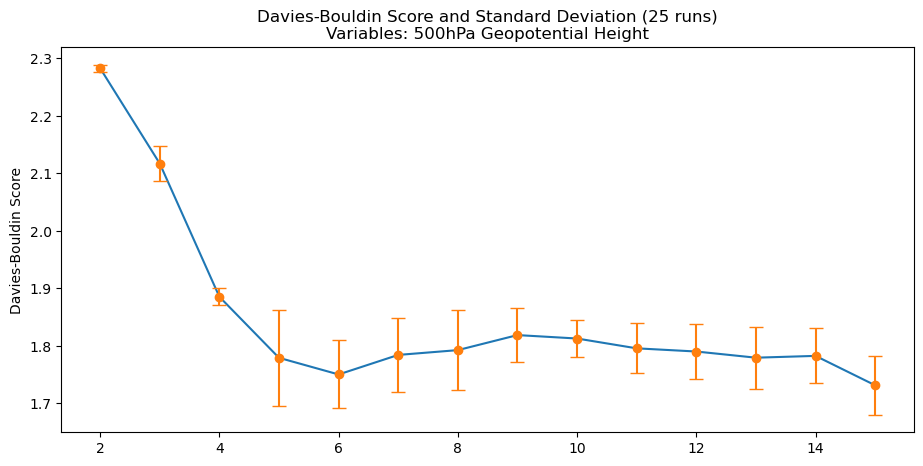 Davies-Bouldin Score and Standard Deviation (25 runs)
Variables: 500hPa Geopotential Height
Davies-Bouldin Score
2.3
2.2
2.1
2.0
1.9
1.8
1.7
2 4 6 8 10 12 14